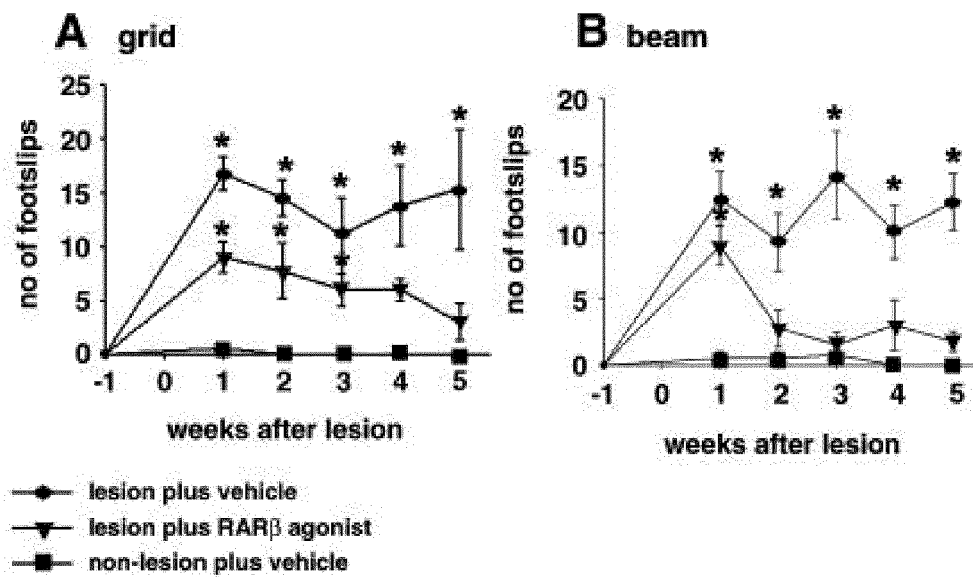 A grid
25
20
15
10
5
0
no of footslips
* * * * *
* * *
-1 0 1 2 3 4 5
weeks after lesion
B beam
20
15
10
5
0
no of footslips
* * * * *
*
-1 0 1 2 3 4 5
weeks after lesion
lesion plus vehicle
lesion plus RARβ agonist
non-lesion plus vehicle